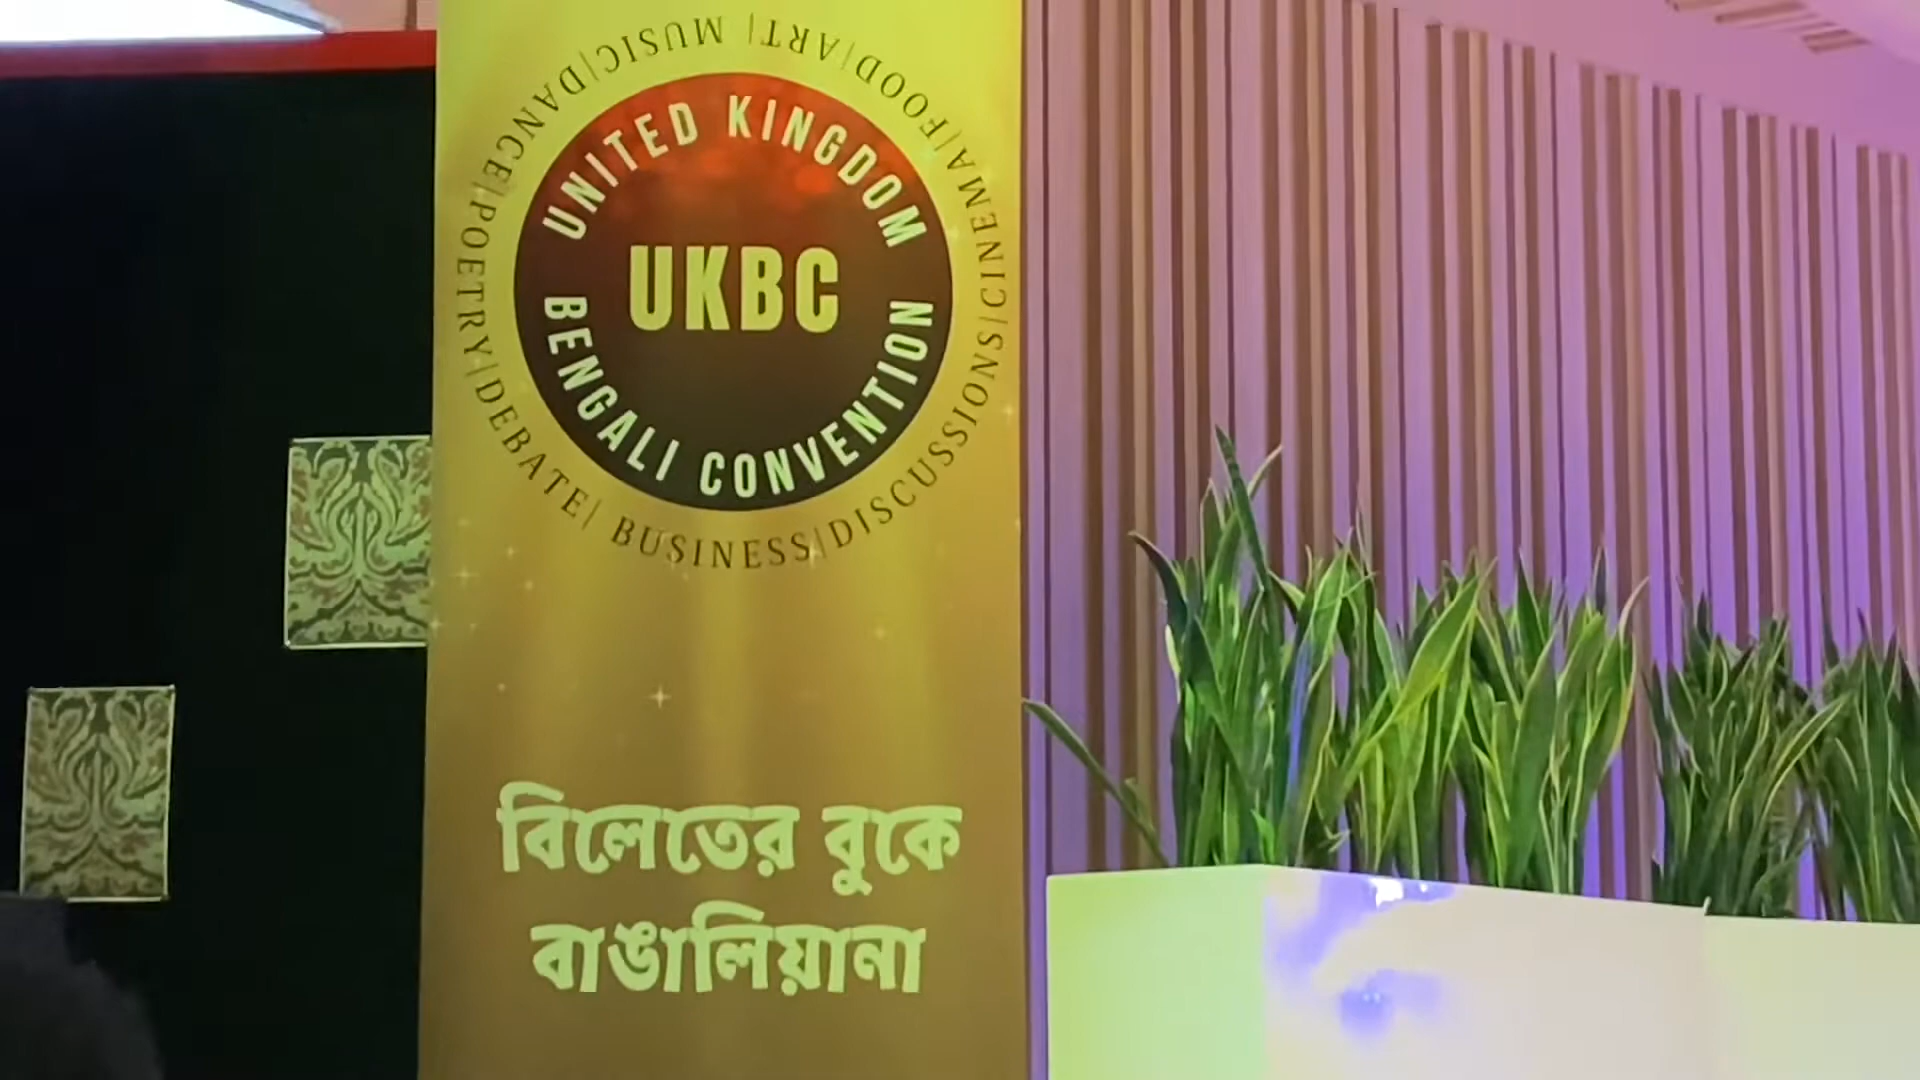 MUSIC|DANCE|POETRY|DEBATE| BUSINESS|DISCUSSIONS|CINEMA|FOOD|ART|
UNITED KINGDOM
UKBC
BENGALI CONVENTION
বিলেতের বুকে
বাঙালিয়ানা